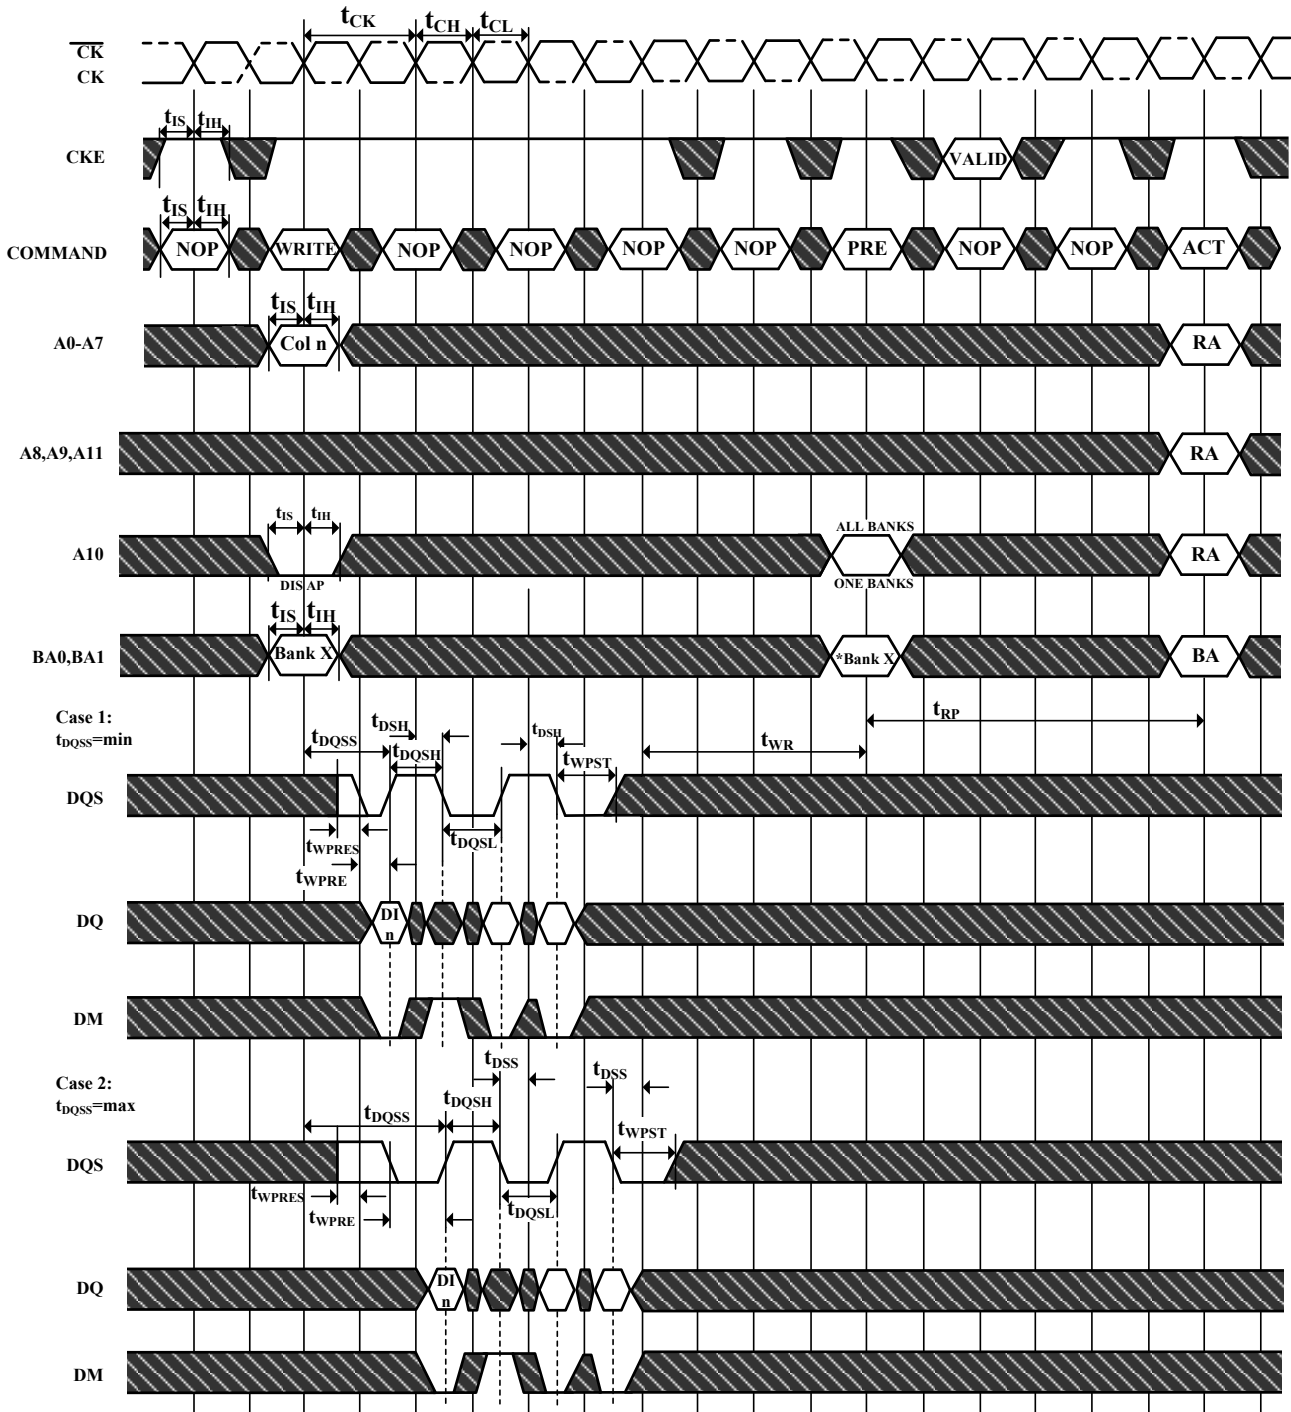 tCK tCH tCL
CK
CK
tIS tIH
CKE VALID
tIS tIH
COMMAND NOP WRITE NOP NOP NOP NOP PRE NOP NOP ACT
tIS tIH
A0-A7 Col n RA
A8,A9,A11 RA
tIS tIH ALL BANKS
A10 RA
DIS AP ONE BANKS
tIS tIH
BA0,BA1 Bank X *Bank X BA
Case 1:
tDQSS=min
tDSH tDSH tRP
tDQSS tDQSH tWPST tWR
DQS
tWPRES tDQSL
tWPRE
DQ DI n
DM
Case 2:
tDQSS=max
tDSS tDSS
tDQSS tDQSH tWPST
DQS
tWPRES tWPRE tDQSL
DQ DI n
DM